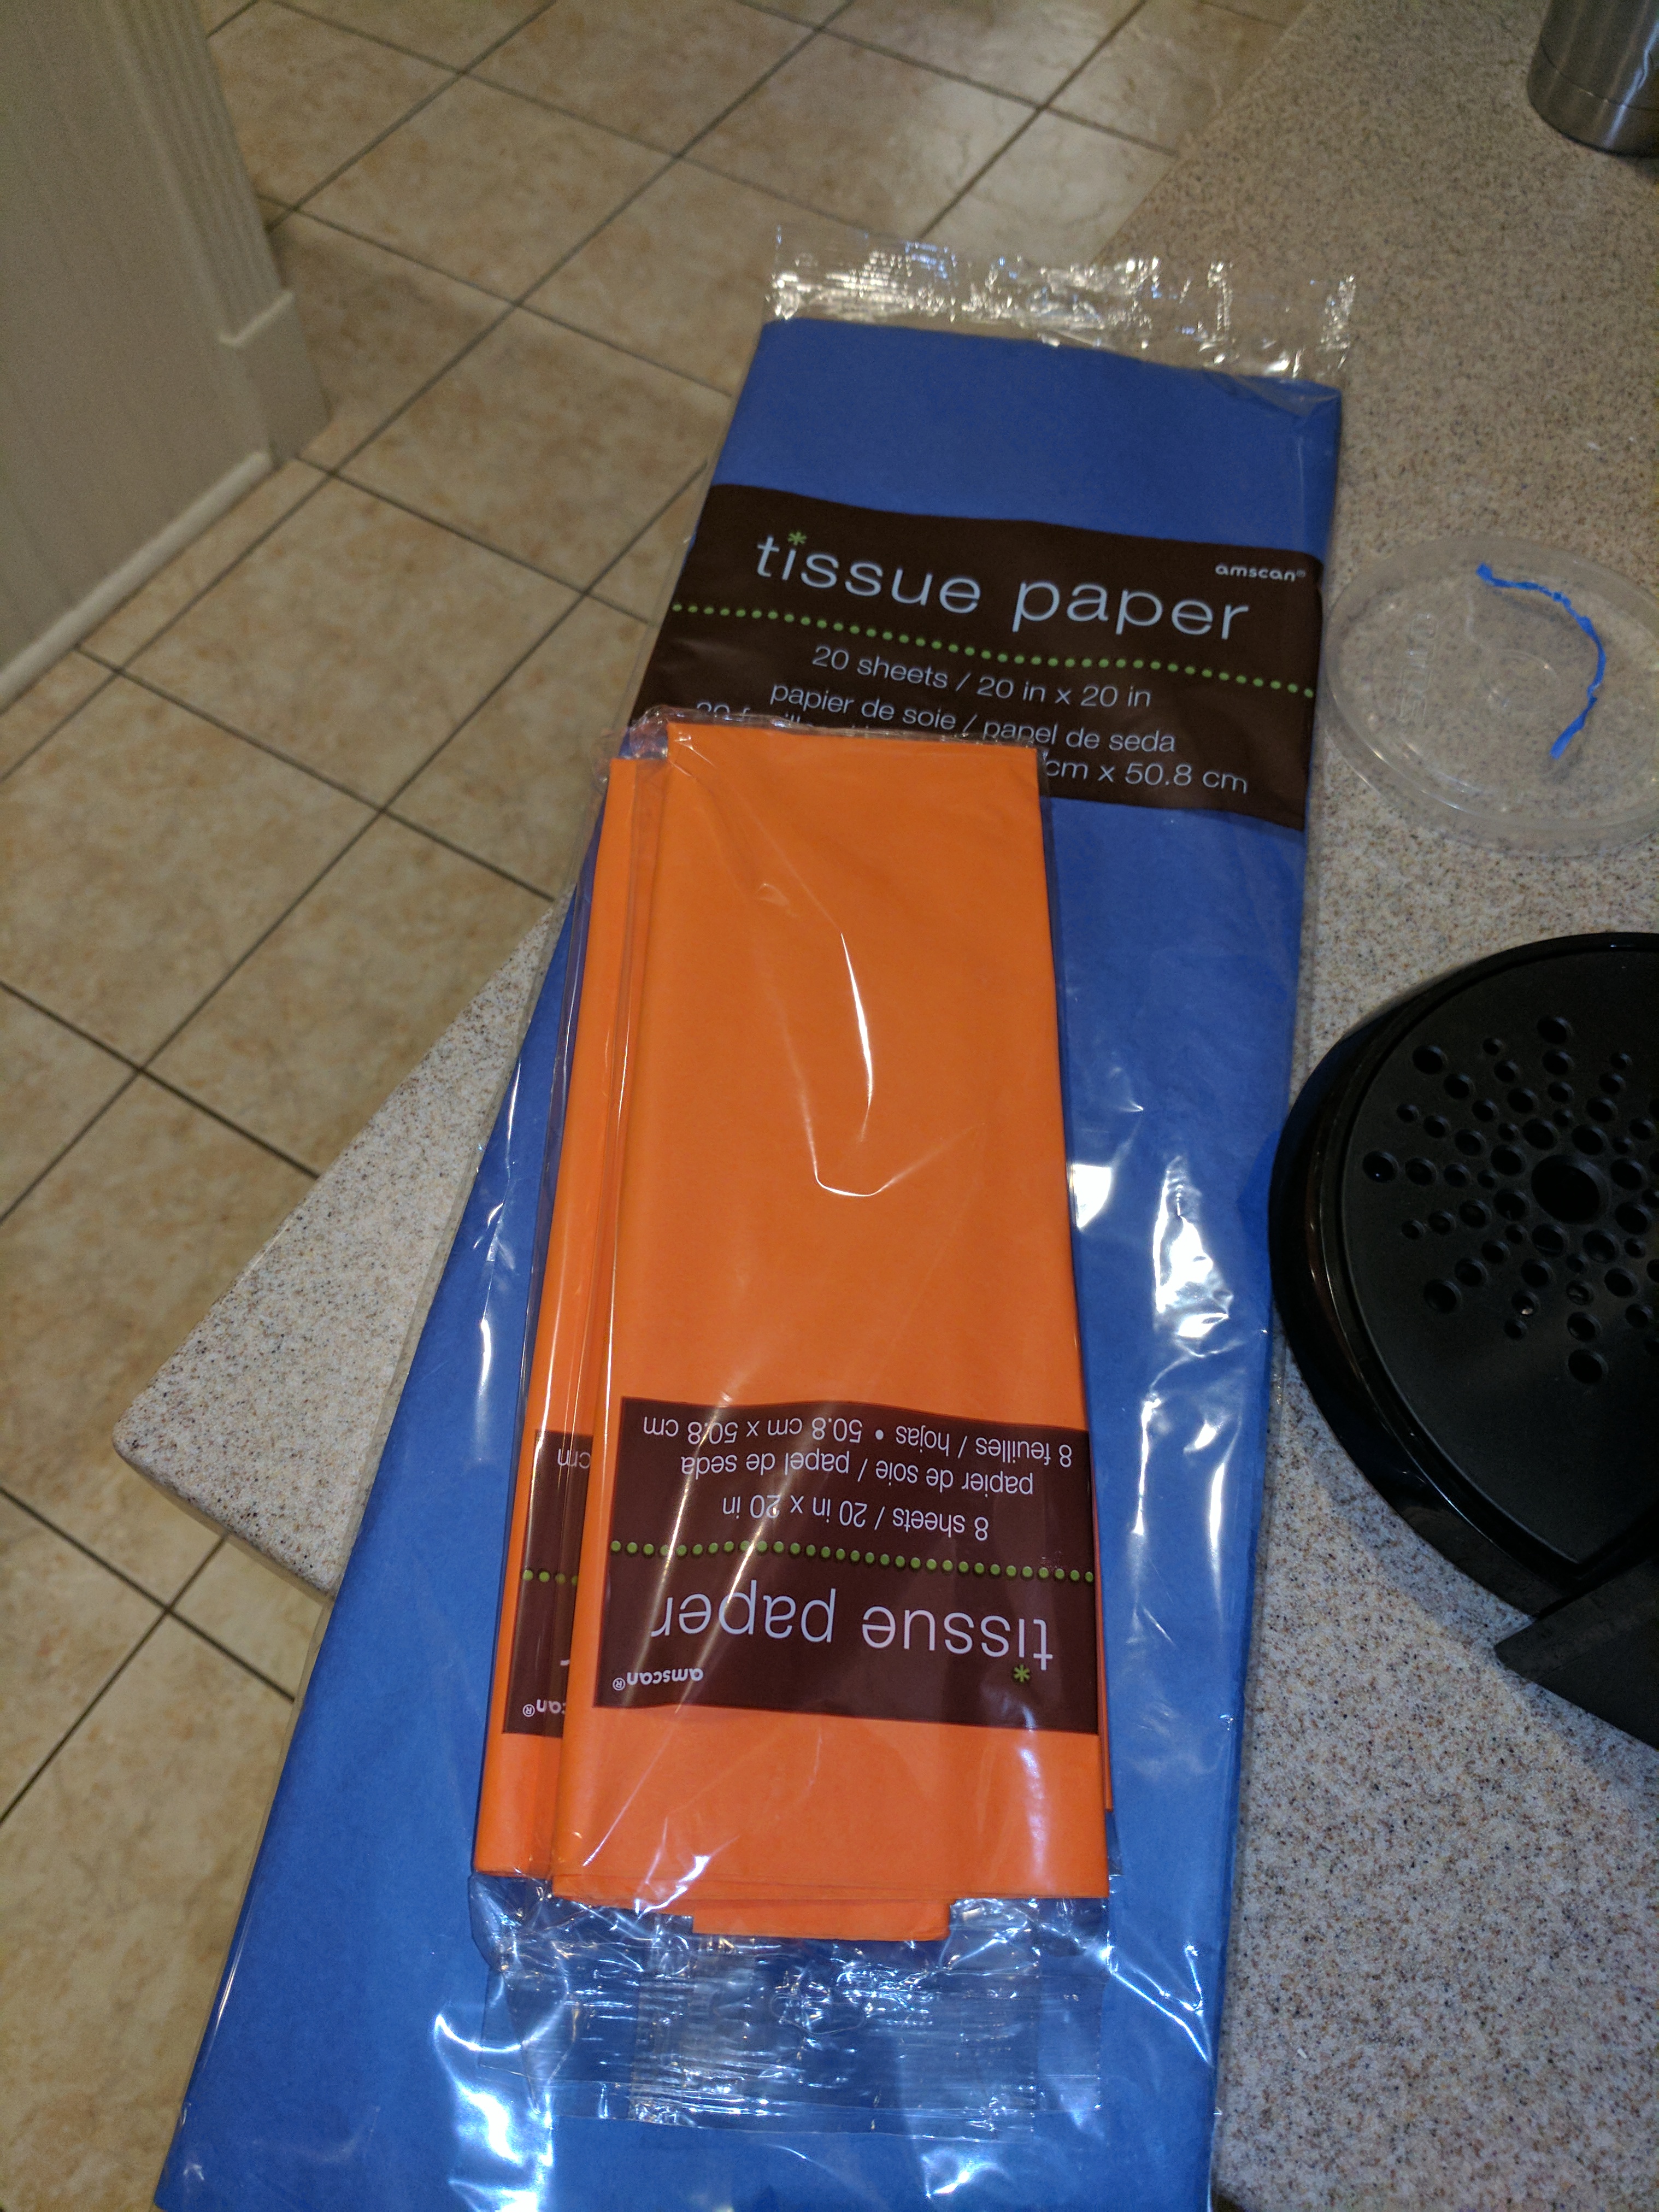 amscan®
tissue paper
20 sheets / 20 in x 20 in
papier de soie / papel de seda
cm x 50.8 cm
amscan®
tissue paper
8 sheets / 20 in x 20 in
papier de soie / papel de seda
8 feuilles / hojas • 50.8 cm x 50.8 cm
cm